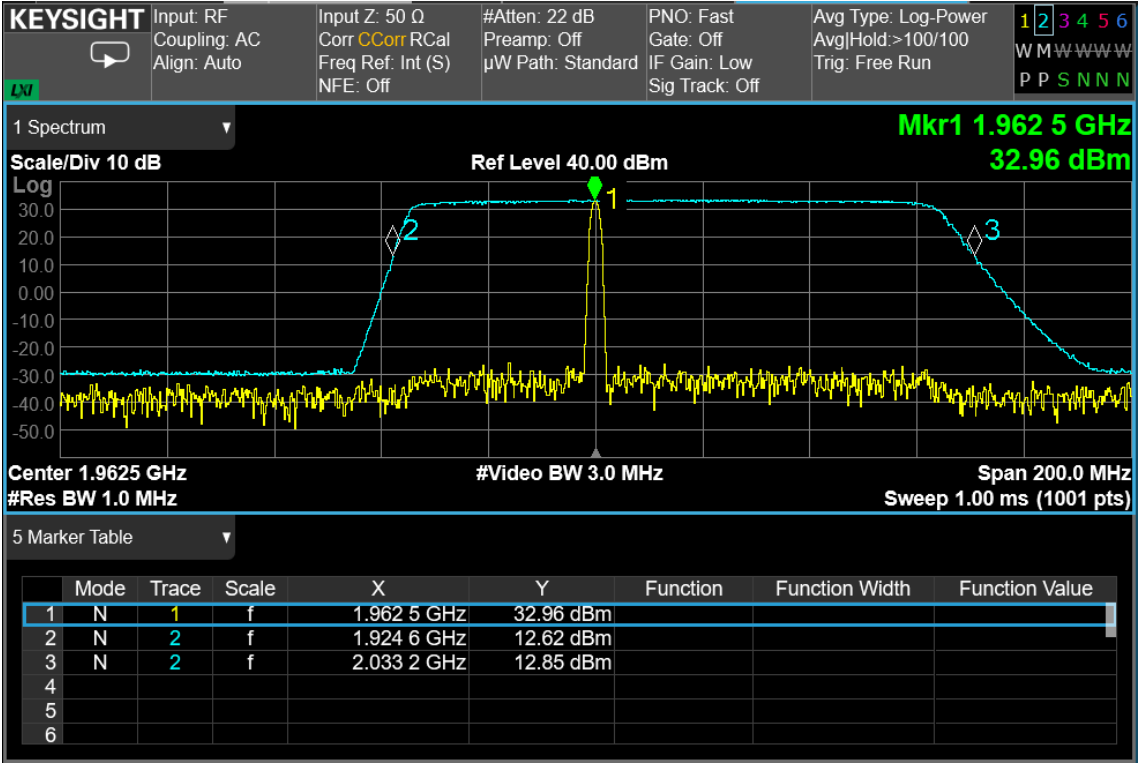 KEYSIGHT
LXI
Input: RF
Coupling: AC
Align: Auto
Input Z: 50 Ω
Corr CCorr RCal
Freq Ref: Int (S)
NFE: Off
#Atten: 22 dB
Preamp: Off
µW Path: Standard
PNO: Fast
Gate: Off
IF Gain: Low
Sig Track: Off
Avg Type: Log-Power
Avg|Hold:>100/100
Trig: Free Run
1 2 3 4 5 6
W M W W W W
P P S N N N
1 Spectrum
Mkr1 1.962 5 GHz
32.96 dBm
Scale/Div 10 dB
Ref Level 40.00 dBm
Log
30.0
20.0
10.0
0.00
-10.0
-20.0
-30.0
-40.0
-50.0
1
2
3
Center 1.9625 GHz
#Video BW 3.0 MHz
Span 200.0 MHz
#Res BW 1.0 MHz
Sweep 1.00 ms (1001 pts)
5 Marker Table
Mode Trace Scale X Y Function Function Width Function Value
1 N 1 f 1.962 5 GHz 32.96 dBm
2 N 2 f 1.924 6 GHz 12.62 dBm
3 N 2 f 2.033 2 GHz 12.85 dBm
4
5
6